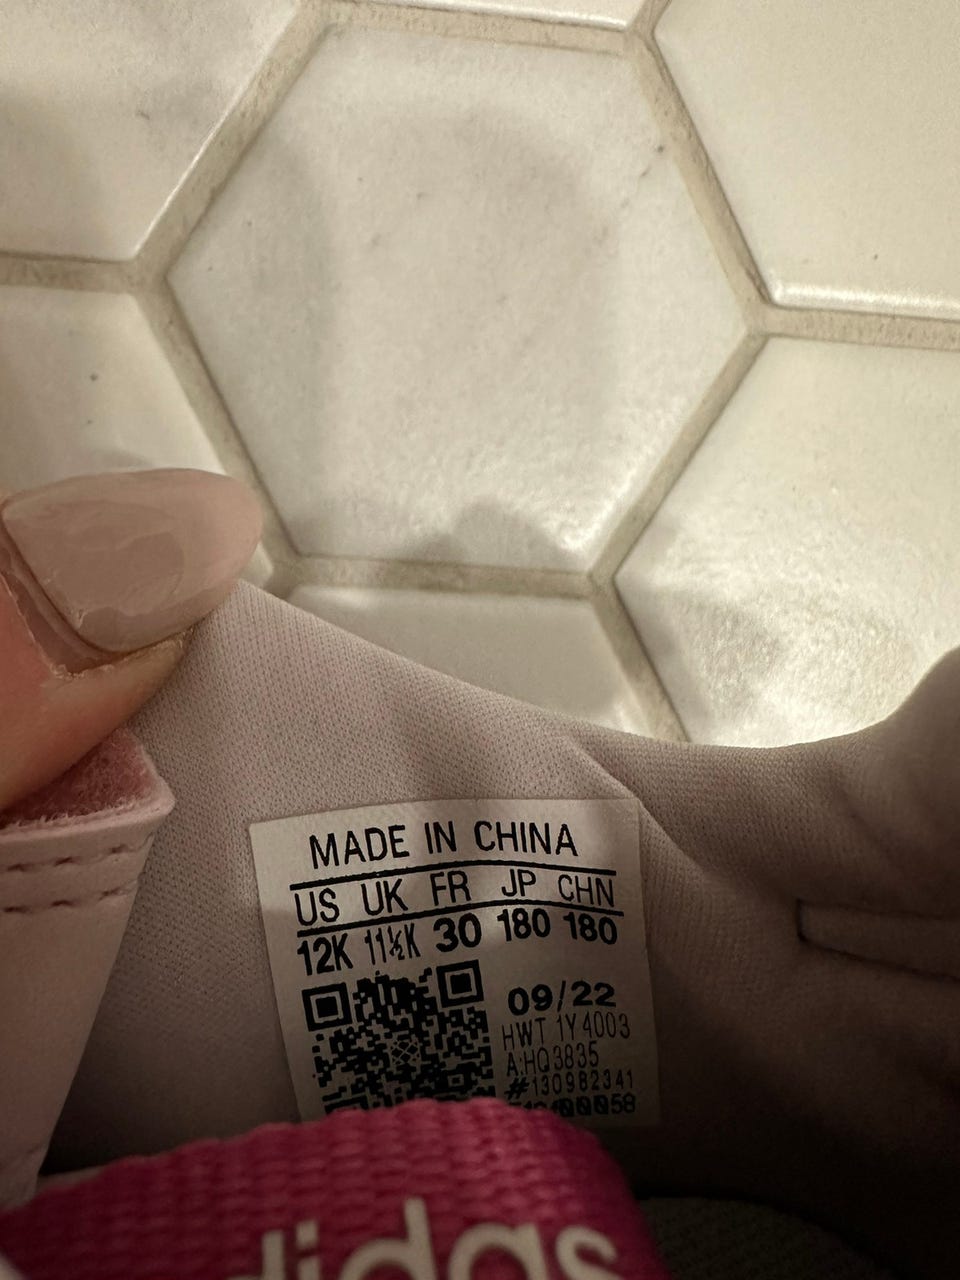 MADE IN CHINA
US UK FR JP CHN
12K 11½K 30 180 180
09/22
HWT 1Y4003
A:HQ3835
#130982341
didas